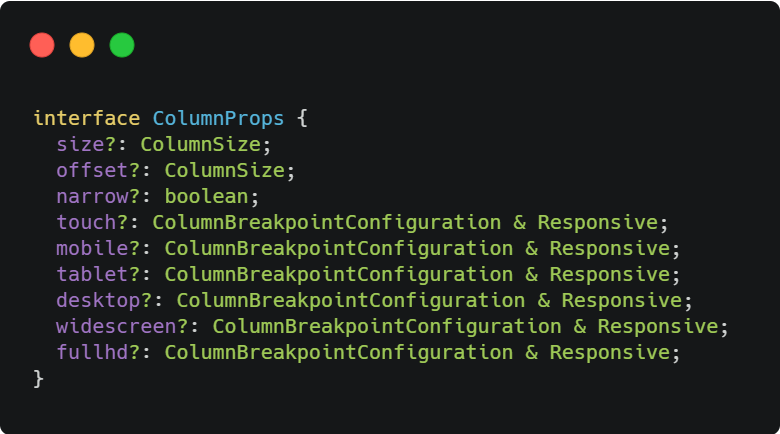 interface ColumnProps {
  size?: ColumnSize;
  offset?: ColumnSize;
  narrow?: boolean;
  touch?: ColumnBreakpointConfiguration & Responsive;
  mobile?: ColumnBreakpointConfiguration & Responsive;
  tablet?: ColumnBreakpointConfiguration & Responsive;
  desktop?: ColumnBreakpointConfiguration & Responsive;
  widescreen?: ColumnBreakpointConfiguration & Responsive;
  fullhd?: ColumnBreakpointConfiguration & Responsive;
}